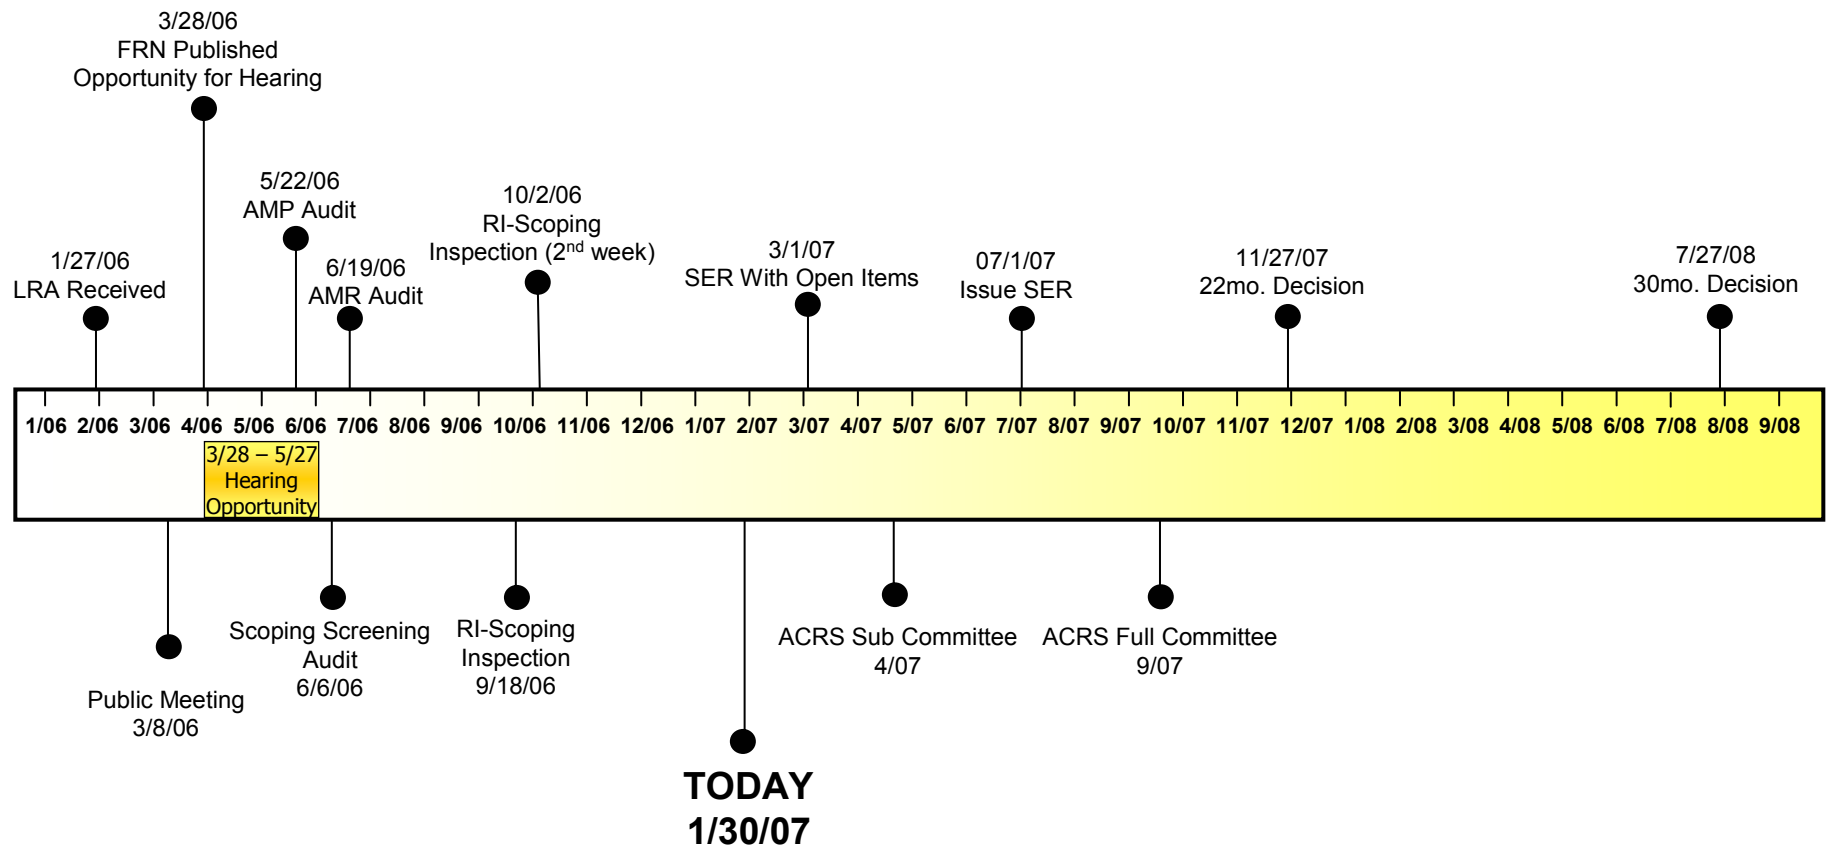 3/28/06
FRN Published
Opportunity for Hearing
5/22/06
AMP Audit
10/2/06
RI-Scoping
Inspection (2nd week)
1/27/06
LRA Received
6/19/06
AMR Audit
3/1/07
SER With Open Items
07/1/07
Issue SER
11/27/07
22mo. Decision
7/27/08
30mo. Decision
1/06 2/06 3/06 4/06 5/06 6/06 7/06 8/06 9/06 10/06 11/06 12/06 1/07 2/07 3/07 4/07 5/07 6/07 7/07 8/07 9/07 10/07 11/07 12/07 1/08 2/08 3/08 4/08 5/08 6/08 7/08 8/08 9/08
3/28 – 5/27
Hearing
Opportunity
Public Meeting
3/8/06
Scoping Screening
Audit
6/6/06
RI-Scoping
Inspection
9/18/06
TODAY
1/30/07
ACRS Sub Committee
4/07
ACRS Full Committee
9/07